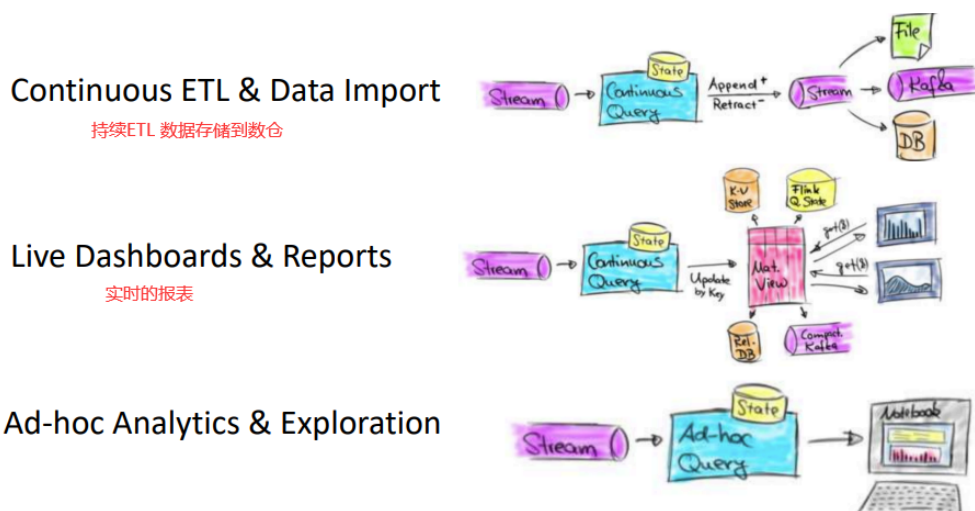 Continuous ETL & Data Import
持续ETL 数据存储到数仓
Stream
State
Continuous
Query
Append+
Retract-
Stream
File
Kafka
DB
Live Dashboards & Reports
实时的报表
Stream
State
Continuous
Query
Update
by Key
K-V
Store
Flink
Q. State
Mat.
View
get(k)
get(k)
Rel.
DB
Compact.
Kafka
Ad-hoc Analytics & Exploration
Stream
State
Ad-hoc
Query
Notebook